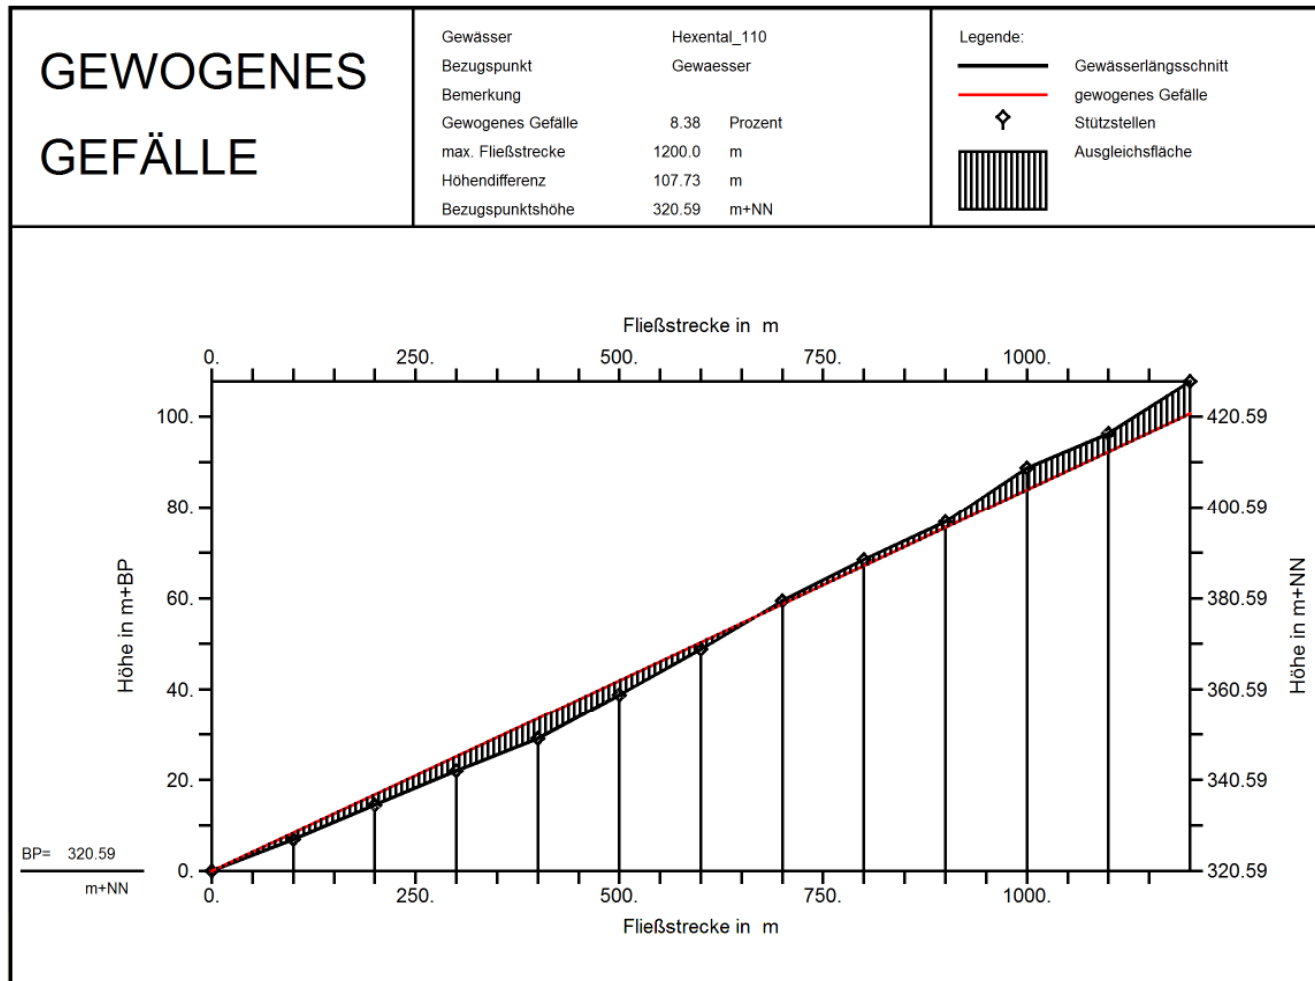 GEWOGENES
GEFÄLLE
Gewässer Hexental_110
Bezugspunkt Gewaesser
Bemerkung
Gewogenes Gefälle 8.38 Prozent
max. Fließstrecke 1200.0 m
Höhendifferenz 107.73 m
Bezugspunktshöhe 320.59 m+NN
Legende:
Gewässerlängsschnitt
gewogenes Gefälle
Stützstellen
Ausgleichsfläche
Fließstrecke in m
0. 250. 500. 750. 1000.
100. 420.59
80. 400.59
60. 380.59
40. 360.59
20. 340.59
0. 320.59
Höhe in m+BP
Höhe in m+NN
BP= 320.59
m+NN
0. 250. 500. 750. 1000.
Fließstrecke in m